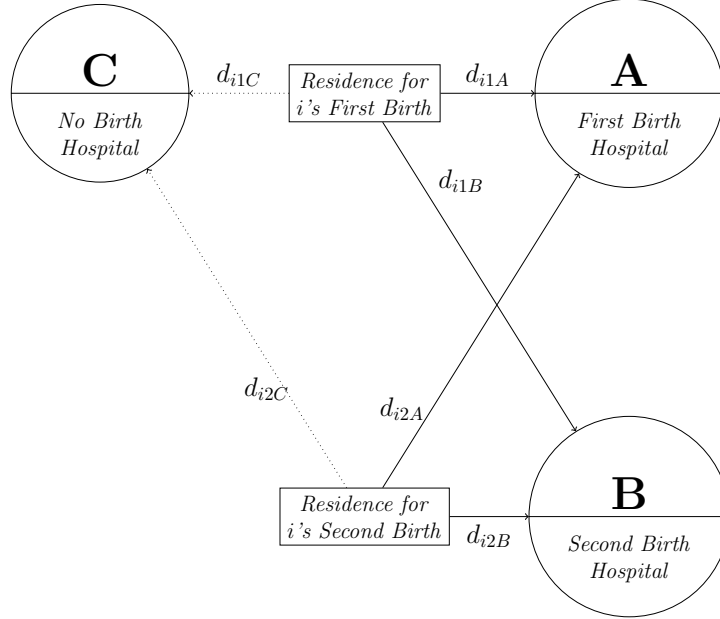 C
No Birth
Hospital
d_{i1C}
Residence for
i's First Birth
d_{i1A}
A
First Birth
Hospital
d_{i1B}
d_{i2C}
d_{i2A}
Residence for
i's Second Birth
d_{i2B}
B
Second Birth
Hospital